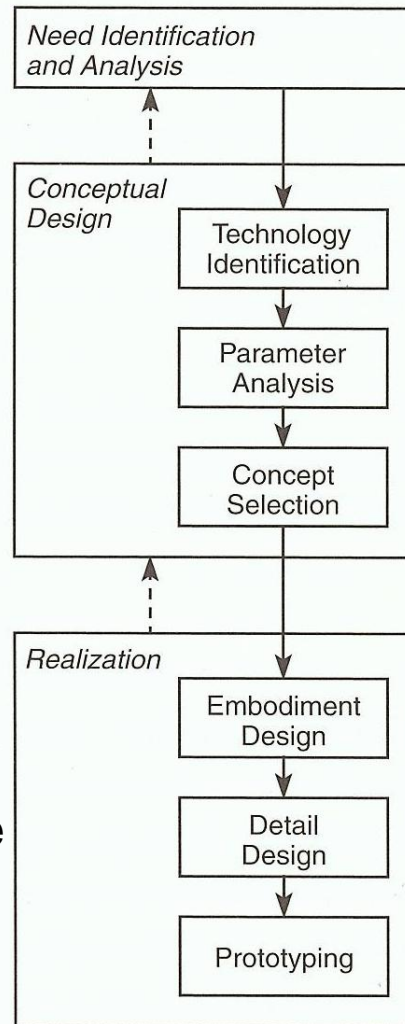 Need Identification
and Analysis
Conceptual
Design
Technology
Identification
Parameter
Analysis
Concept
Selection
Realization
Embodiment
Design
Detail
Design
Prototyping
e